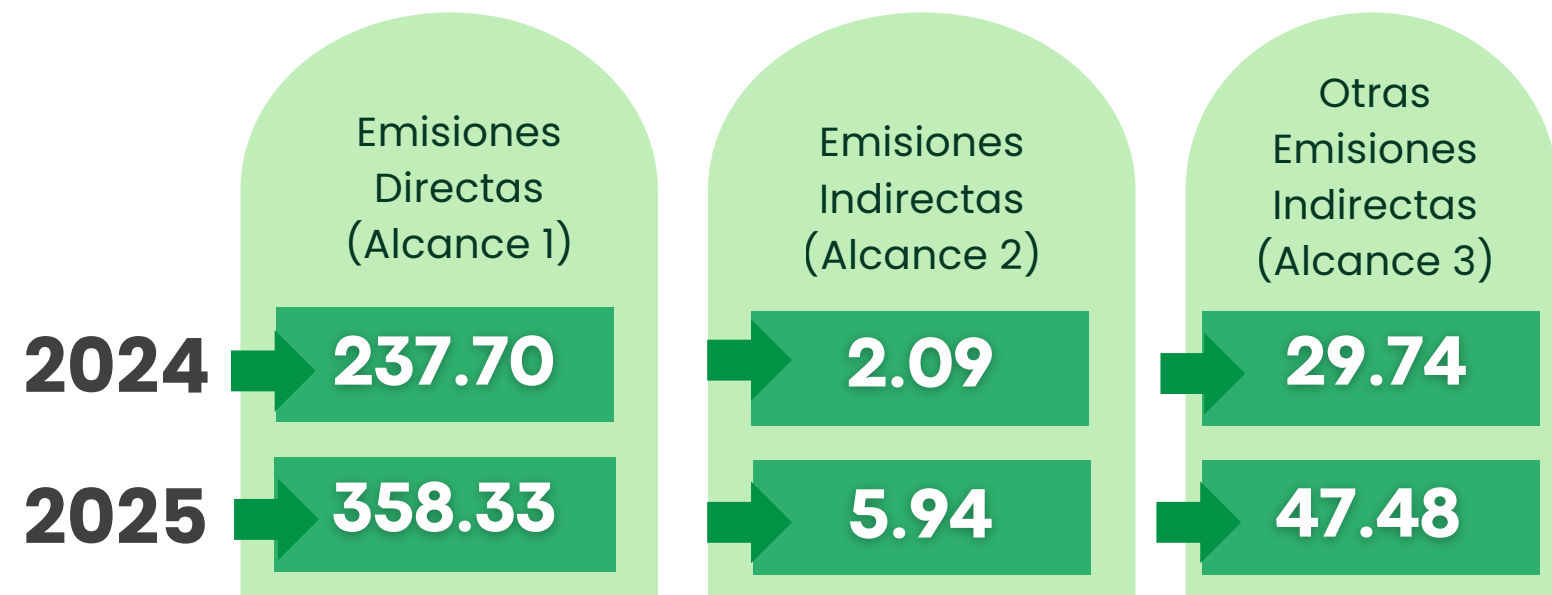 Emisiones
Directas
(Alcance 1)
Emisiones
Indirectas
(Alcance 2)
Otras
Emisiones
Indirectas
(Alcance 3)
2024 237.70 2.09 29.74
2025 358.33 5.94 47.48